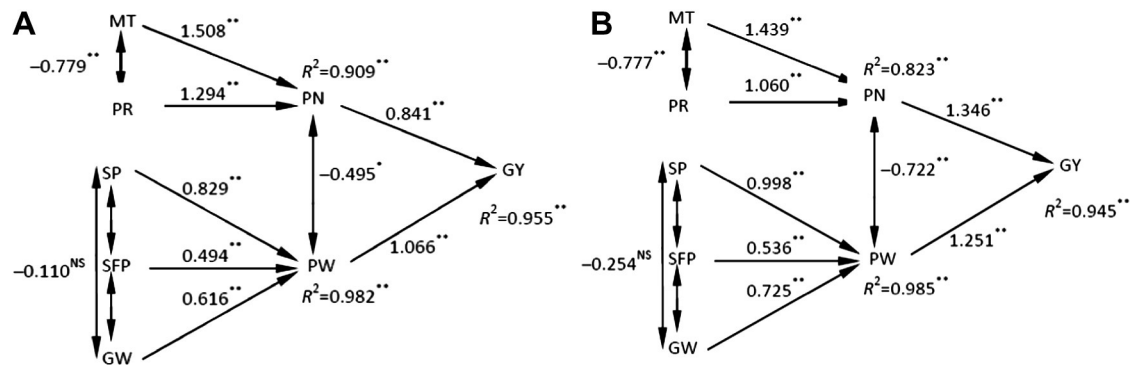 A
MT
1.508**
−0.779**
R²=0.909**
PR
1.294**
PN
0.841**
SP
0.829**
−0.495*
GY
R²=0.955**
−0.110NS
SFP
0.494**
PW
1.066**
0.616**
R²=0.982**
GW
B
MT
1.439**
−0.777**
R²=0.823**
PR
1.060**
PN
1.346**
SP
0.998**
−0.722**
GY
R²=0.945**
−0.254NS
SFP
0.536**
PW
1.251**
0.725**
R²=0.985**
GW